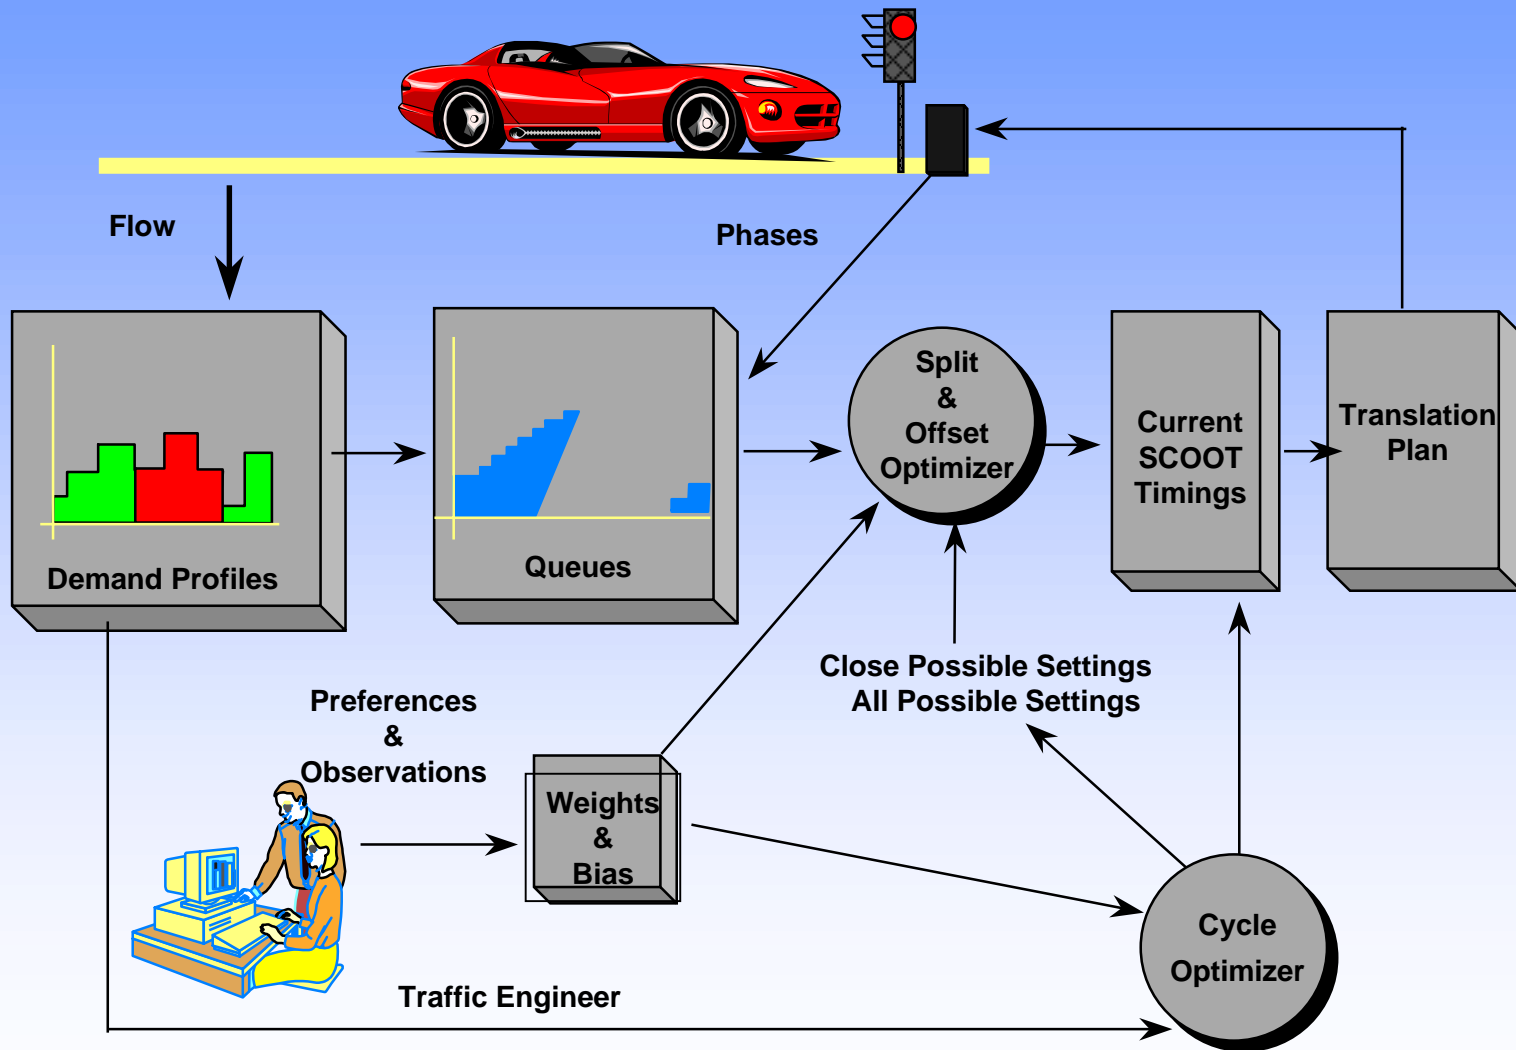 Flow
Phases
Demand Profiles
Queues
Split
&
Offset
Optimizer
Current
SCOOT
Timings
Translation
Plan
Close Possible Settings
All Possible Settings
Preferences
&
Observations
Weights
&
Bias
Cycle
Optimizer
Traffic Engineer